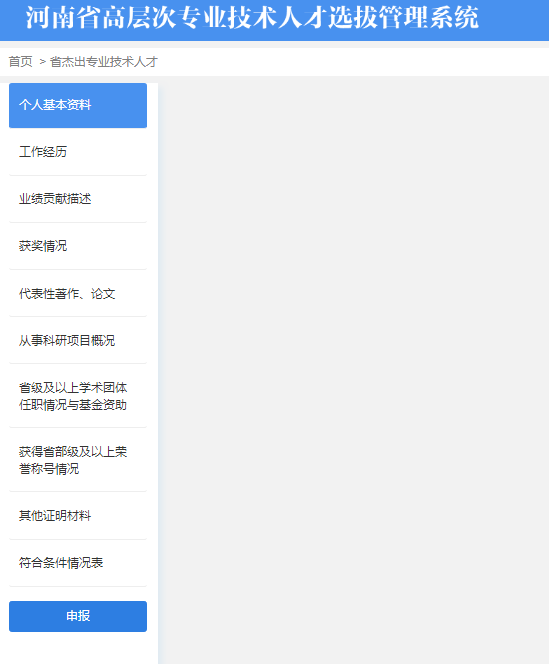 河南省高层次专业技术人才选拔管理系统
首页 > 省杰出专业技术人才
个人基本资料
工作经历
业绩贡献描述
获奖情况
代表性著作、论文
从事科研项目概况
省级及以上学术团体
任职情况与基金资助
获得省部级及以上荣
誉称号情况
其他证明材料
符合条件情况表
申报